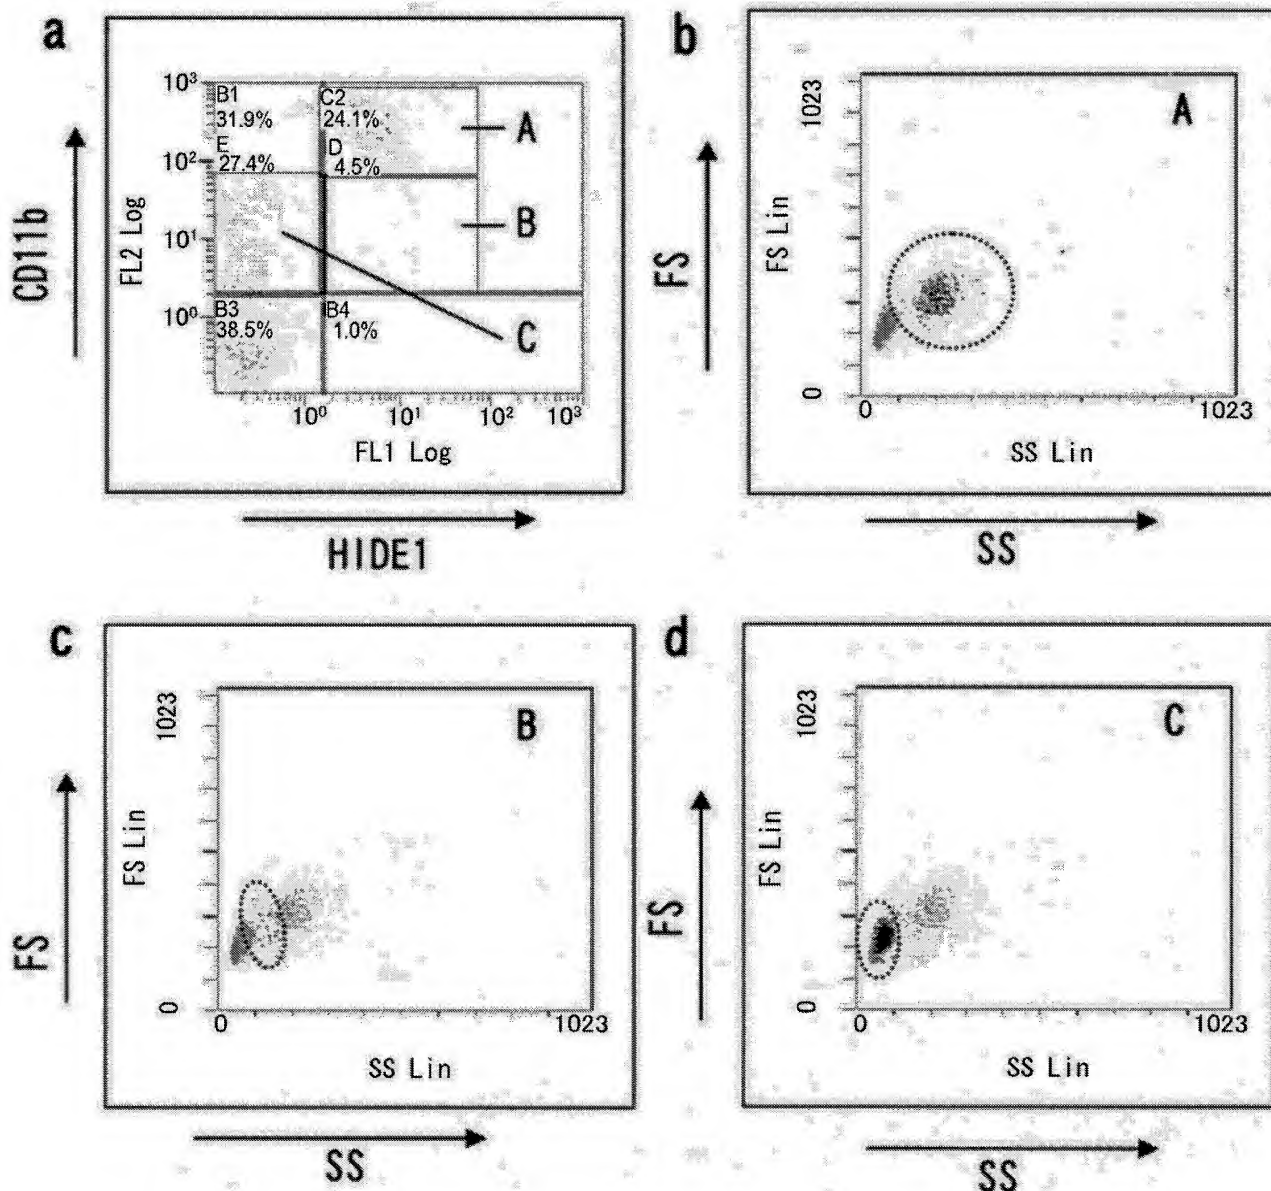 a
10³
B1
C2
31.9%
24.1%
A
E
D
10²
27.4%
4.5%
CD11b
FL2 Log
B
10¹
10⁰
B3
B4
38.5%
1.0%
C
10⁰ 10¹ 10² 10³
FL1 Log
HIDE1
b
1023
A
FS
FS Lin
0
0 1023
SS Lin
SS
c
1023
B
FS
FS Lin
0
0 1023
SS Lin
SS
d
1023
C
FS
FS Lin
0
0 1023
SS Lin
SS